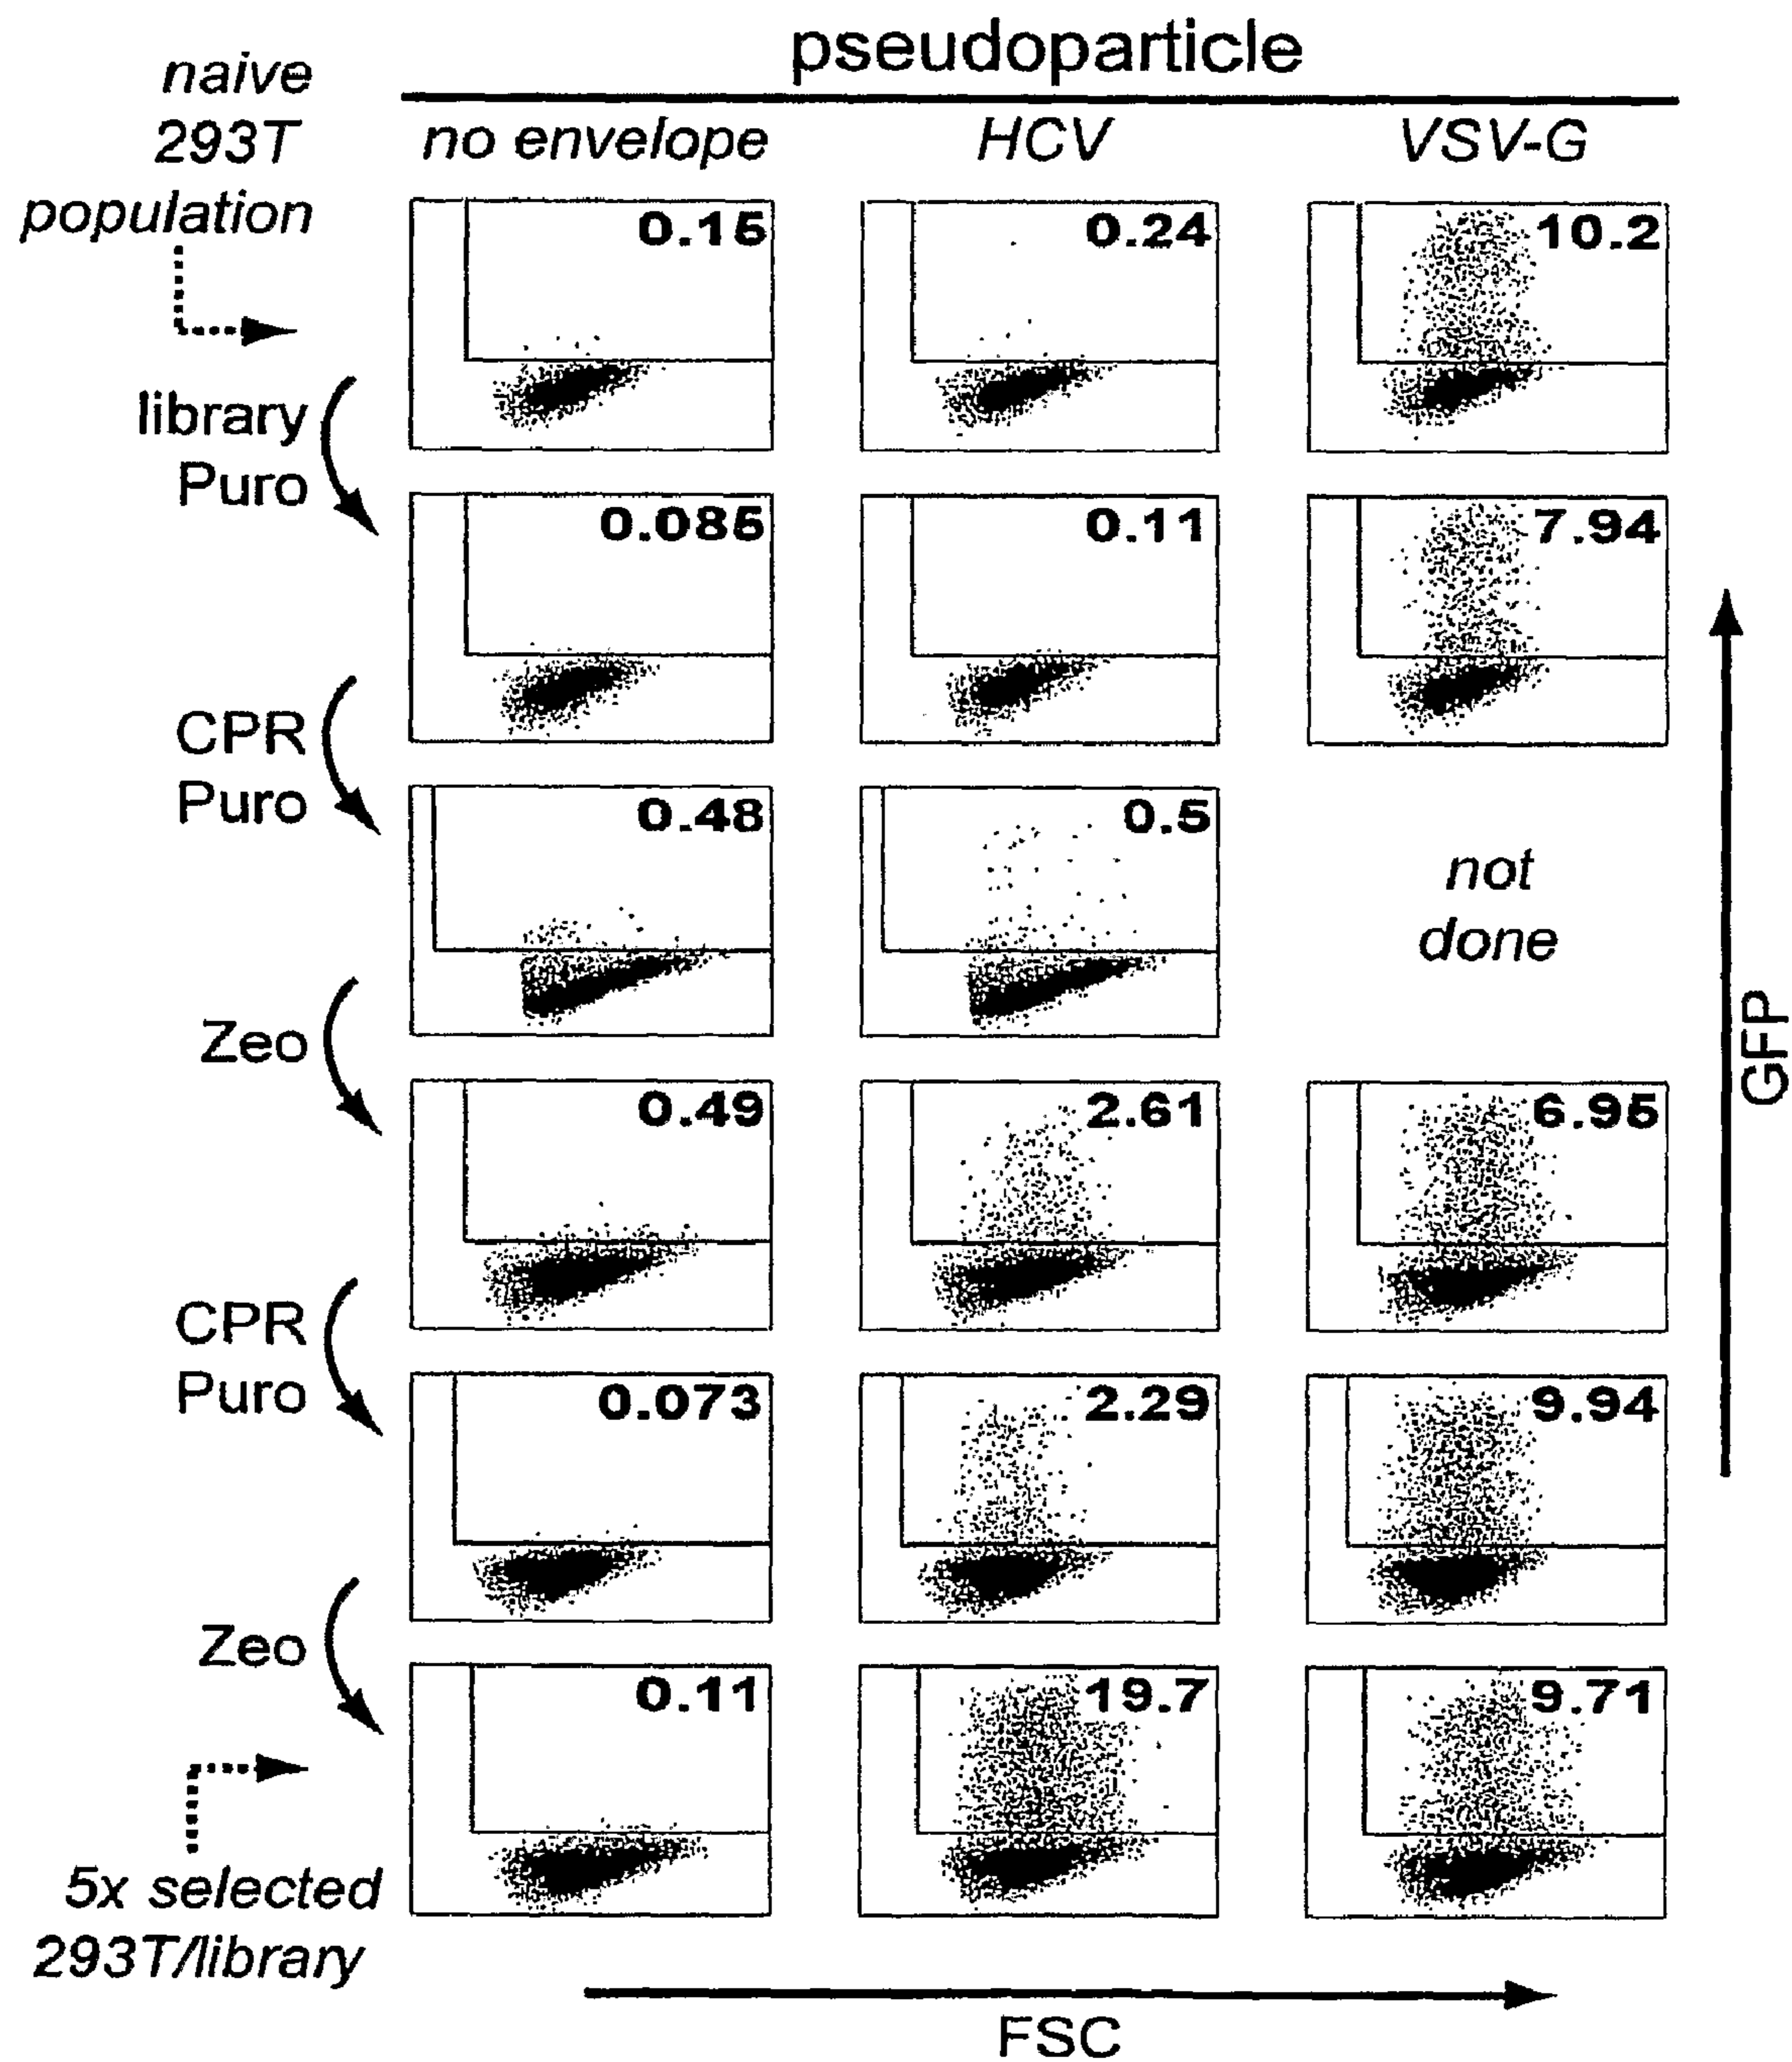 pseudoparticle
naive
293T
population
no envelope
HCV
VSV-G
0.15
0.24
10.2
library
Puro
0.085
0.11
7.94
CPR
Puro
0.48
0.5
not
done
Zeo
0.49
2.61
6.95
CPR
Puro
0.073
2.29
9.94
Zeo
0.11
19.7
9.71
5x selected
293T/library
GFP
FSC